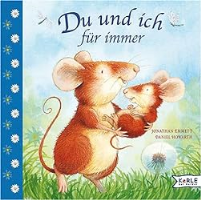 Du und ich
für immer
JONATHAN EMMETT
DANIEL HOWARTH
KeRLE